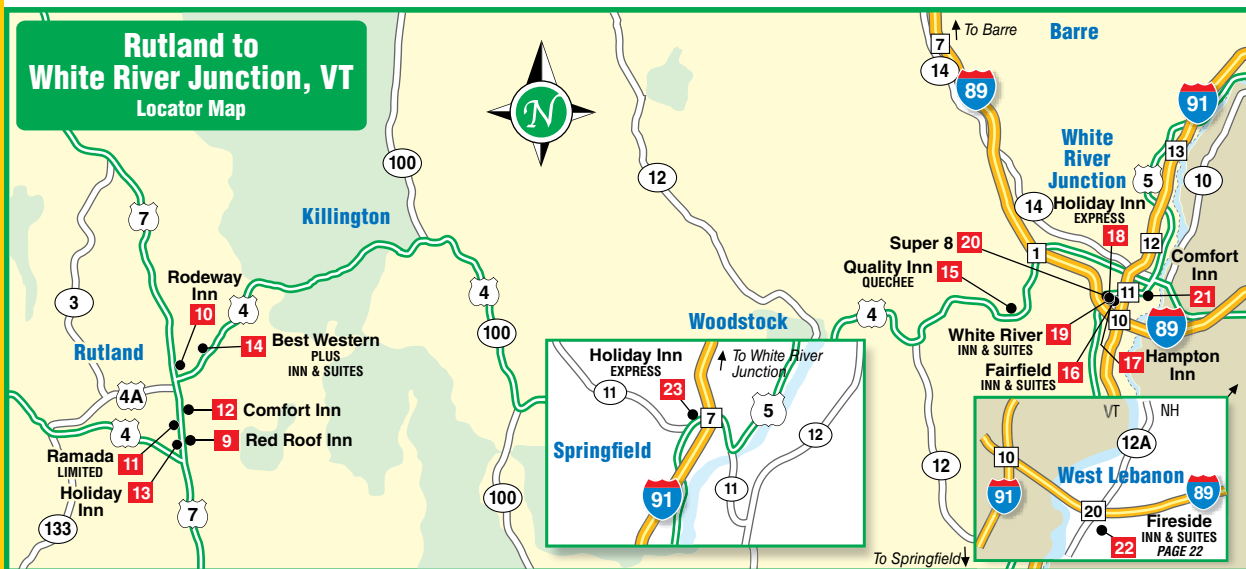 Rutland to
White River Junction, VT
Locator Map
N
To Barre
Barre
7
14
89
91
White
River
Junction
13
5
10
100
12
7
Killington
14
Holiday Inn
EXPRESS
18
Super 8 20
1
12
Comfort
Inn
21
Quality Inn
QUECHEE
15
11
Rodeway
Inn
10
4
4
3
100
Woodstock
4
White River
INN & SUITES
19
10
89
Rutland
14
Best Western
PLUS
INN & SUITES
Fairfield
INN & SUITES
16
17
Hampton
Inn
4A
12 Comfort Inn
4
9 Red Roof Inn
Ramada
LIMITED
11
Holiday
Inn
13
7
133
100
12
To Springfield
Holiday Inn
EXPRESS
23
To White River
Junction
11
7
5
12
Springfield
11
91
VT
NH
12A
10
West Lebanon
91
89
20
Fireside
INN & SUITES
PAGE 22
22